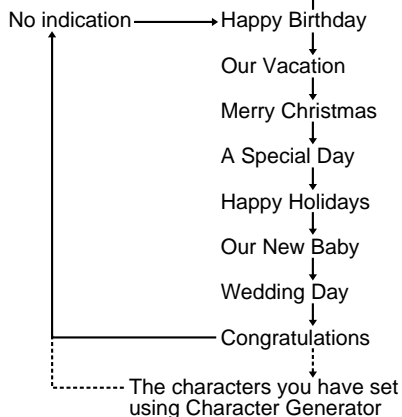 No indication
Happy Birthday
Our Vacation
Merry Christmas
A Special Day
Happy Holidays
Our New Baby
Wedding Day
Congratulations
The characters you have set
using Character Generator